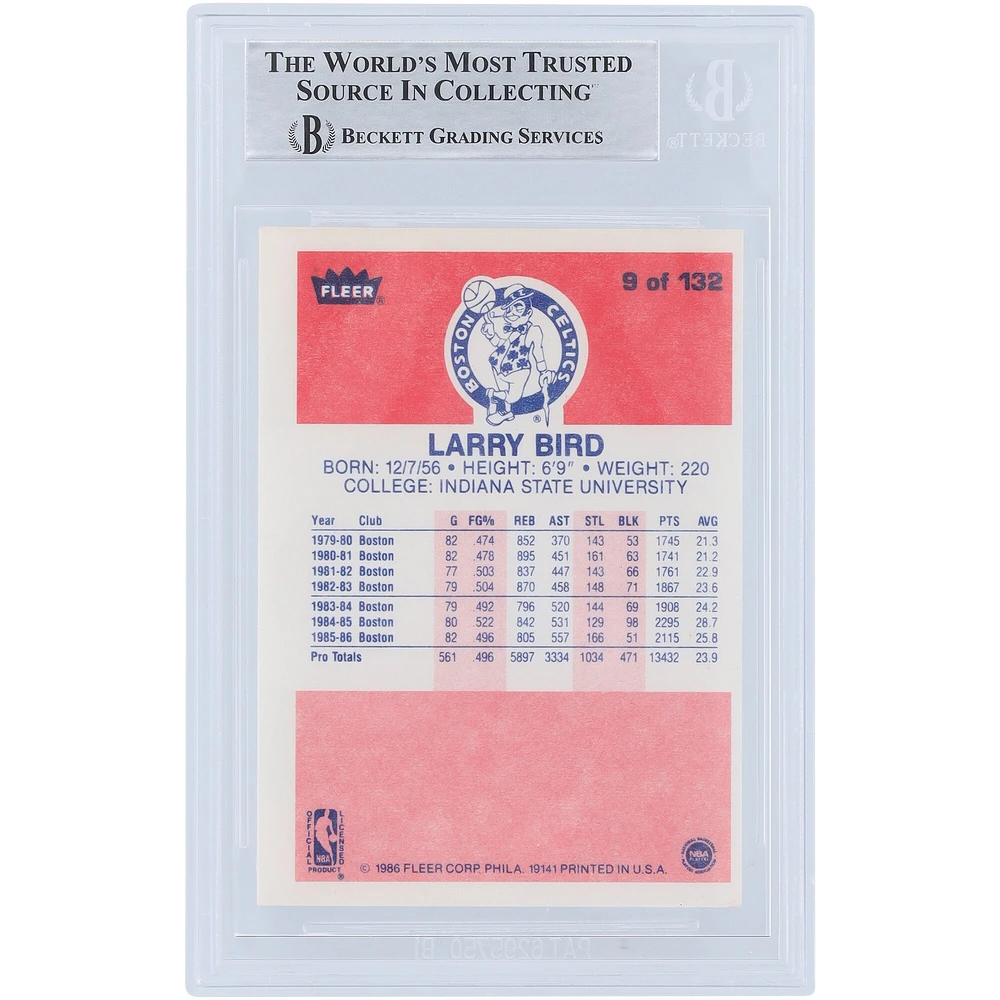 THE WORLD'S MOST TRUSTED
SOURCE IN COLLECTING™
B BECKETT GRADING SERVICES
B
BECKETT®
FLEER®
9 of 132
BOSTON CELTICS
®
LARRY BIRD
BORN: 12/7/56 • HEIGHT: 6'9" • WEIGHT: 220
COLLEGE: INDIANA STATE UNIVERSITY
Year Club G FG% REB AST STL BLK PTS AVG
1979-80 Boston 82 .474 852 370 143 53 1745 21.3
1980-81 Boston 82 .478 895 451 161 63 1741 21.2
1981-82 Boston 77 .503 837 447 143 66 1761 22.9
1982-83 Boston 79 .504 870 458 148 71 1867 23.6
1983-84 Boston 79 .492 796 520 144 69 1908 24.2
1984-85 Boston 80 .522 842 531 129 98 2295 28.7
1985-86 Boston 82 .496 805 557 166 51 2115 25.8
Pro Totals 561 .496 5897 3334 1034 471 13432 23.9
OFFICIAL LICENSED
NBA
PRODUCT ®
© 1986 FLEER CORP. PHILA. 19141 PRINTED IN U.S.A.
NBA
PLAYERS
PAT 6295750 B1